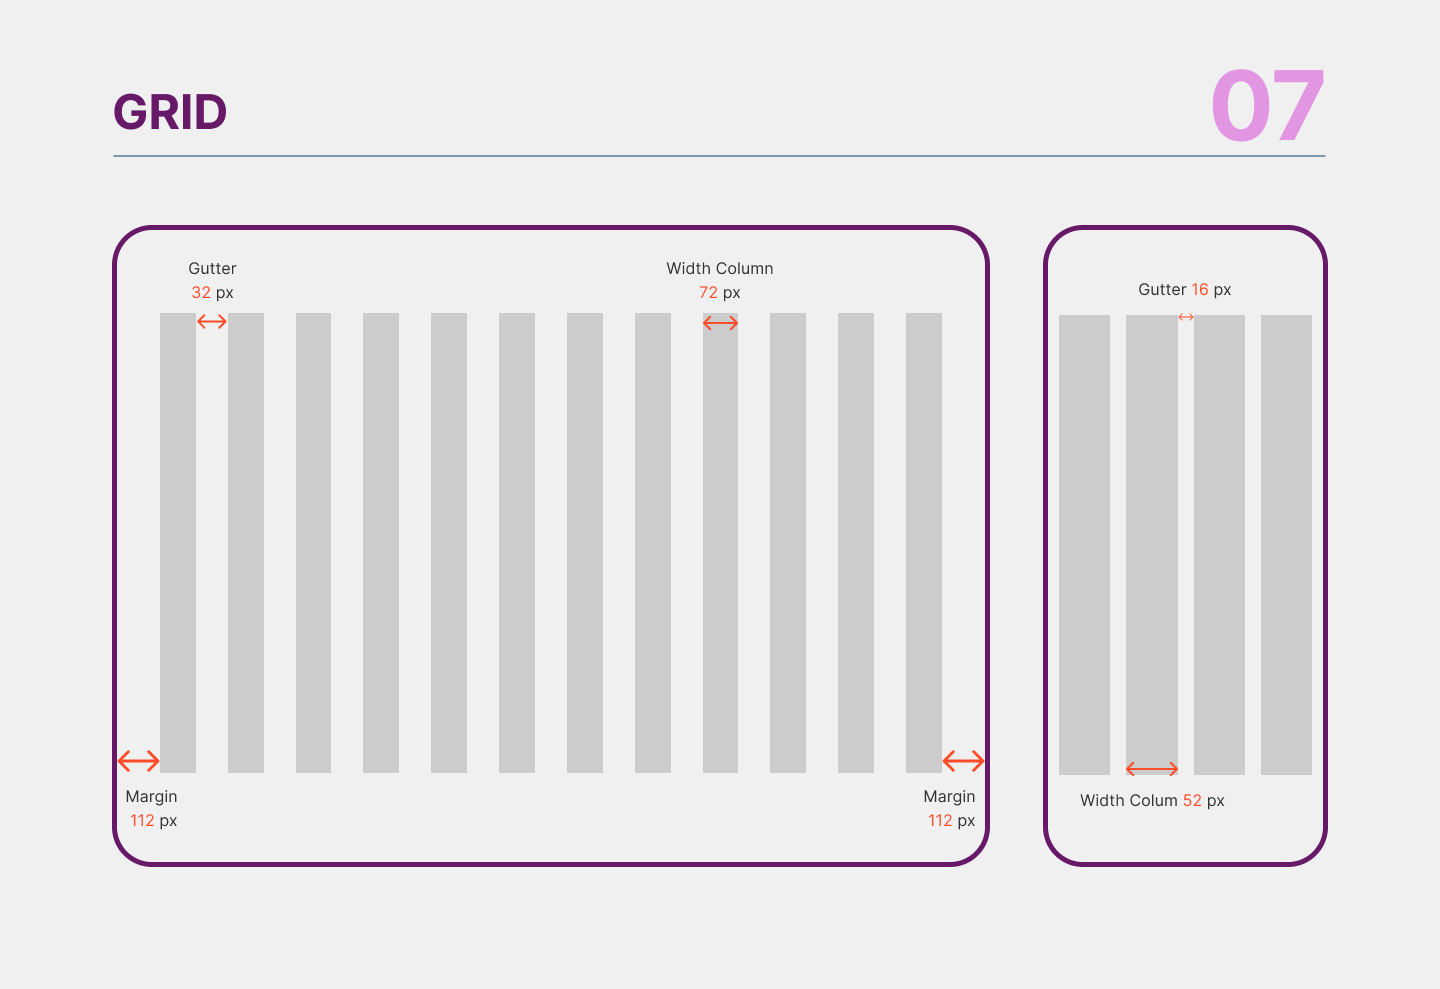 GRID
07
Gutter
32 px
Width Column
72 px
Margin
112 px
Margin
112 px
Gutter 16 px
Width Colum 52 px